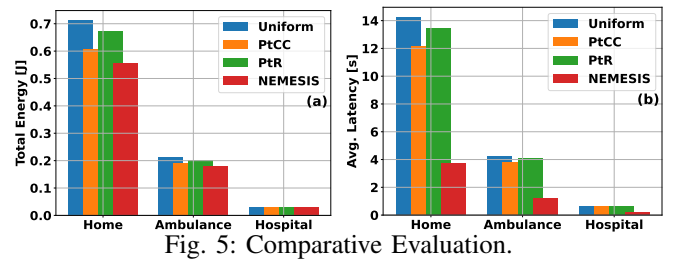 Total Energy [J]
0.7
0.6
0.5
0.4
0.3
0.2
0.1
0.0
Home
Ambulance
Hospital
Uniform
PtCC
PtR
NEMESIS
(a)
Avg. Latency [s]
14
12
10
8
6
4
2
0
Home
Ambulance
Hospital
Uniform
PtCC
PtR
NEMESIS
(b)
Fig. 5: Comparative Evaluation.